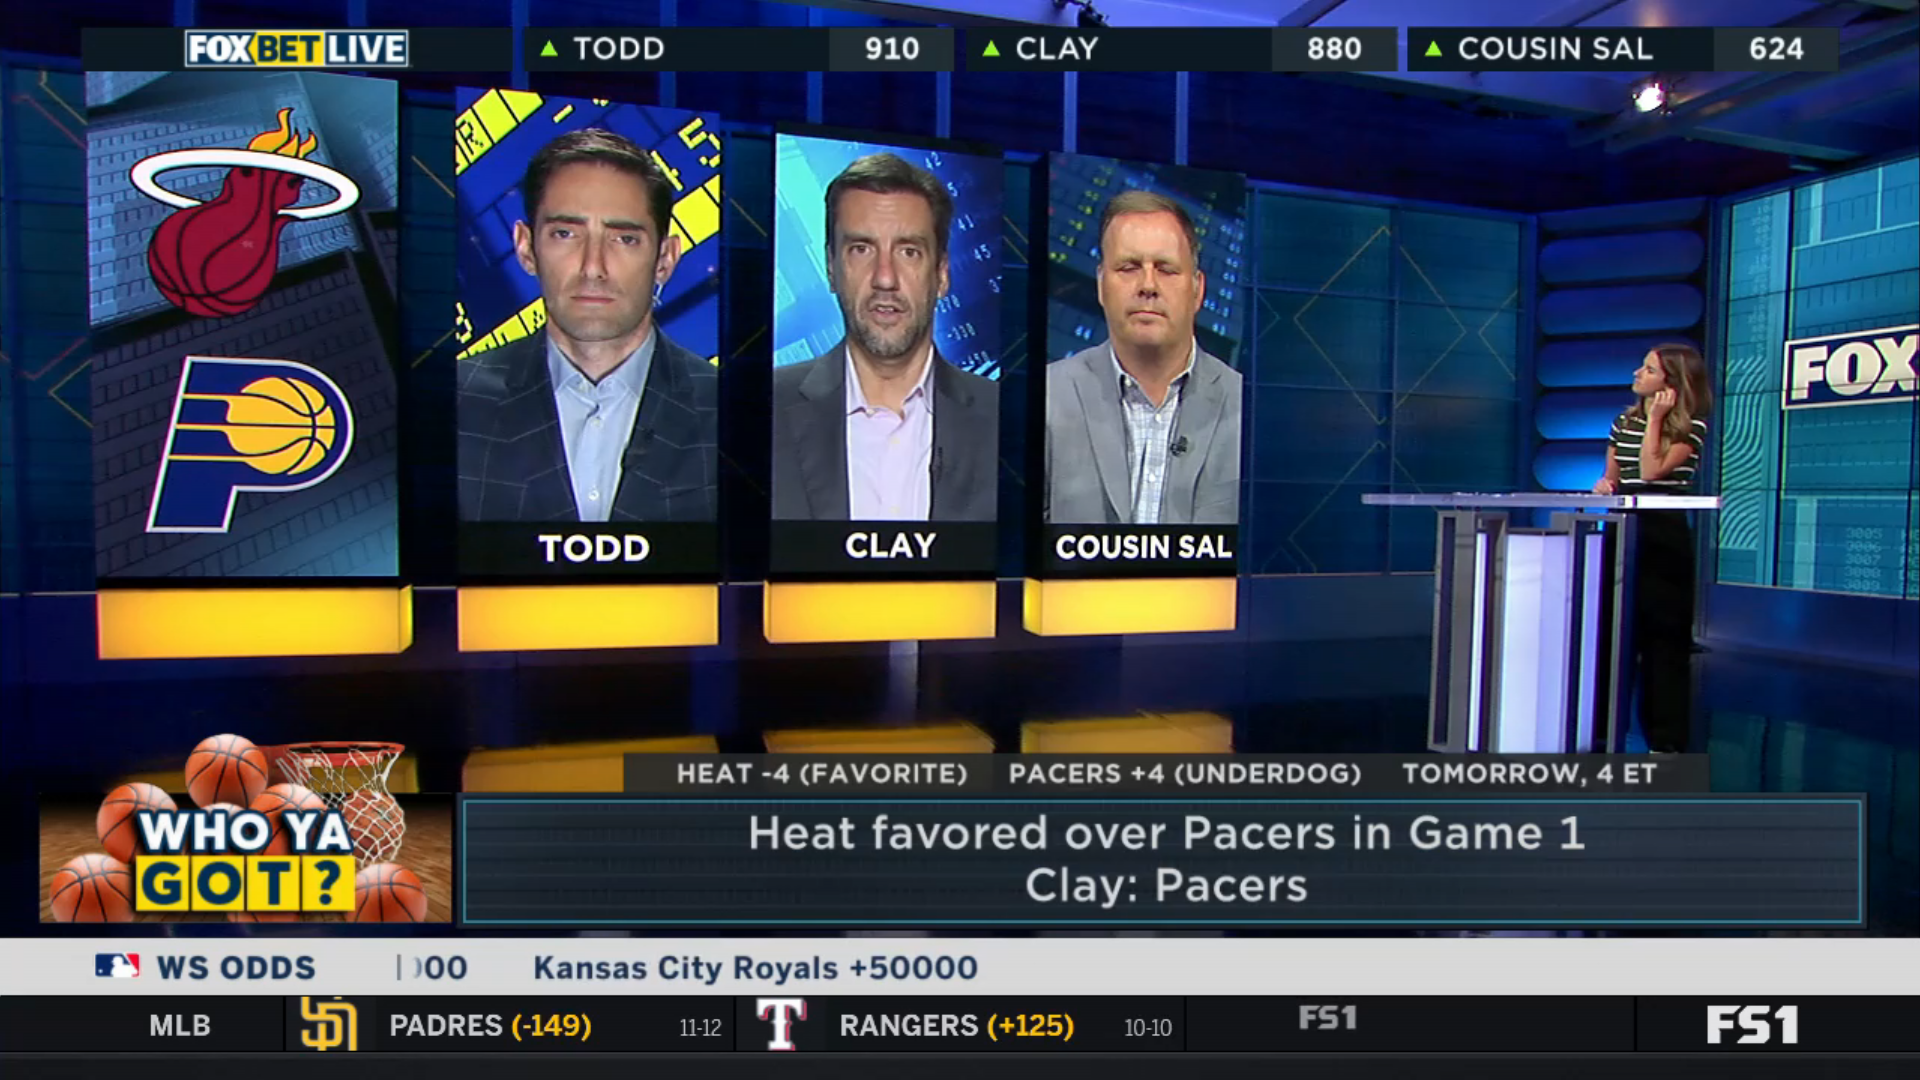 FOX BET LIVE
TODD 910
CLAY 880
COUSIN SAL 624
TODD
CLAY
COUSIN SAL
FOX
HEAT -4 (FAVORITE) PACERS +4 (UNDERDOG) TOMORROW, 4 ET
WHO YA
GOT?
Heat favored over Pacers in Game 1
Clay: Pacers
WS ODDS 00 Kansas City Royals +50000
MLB SD PADRES (-149) 11-12 T RANGERS (+125) 10-10 FS1 FS1